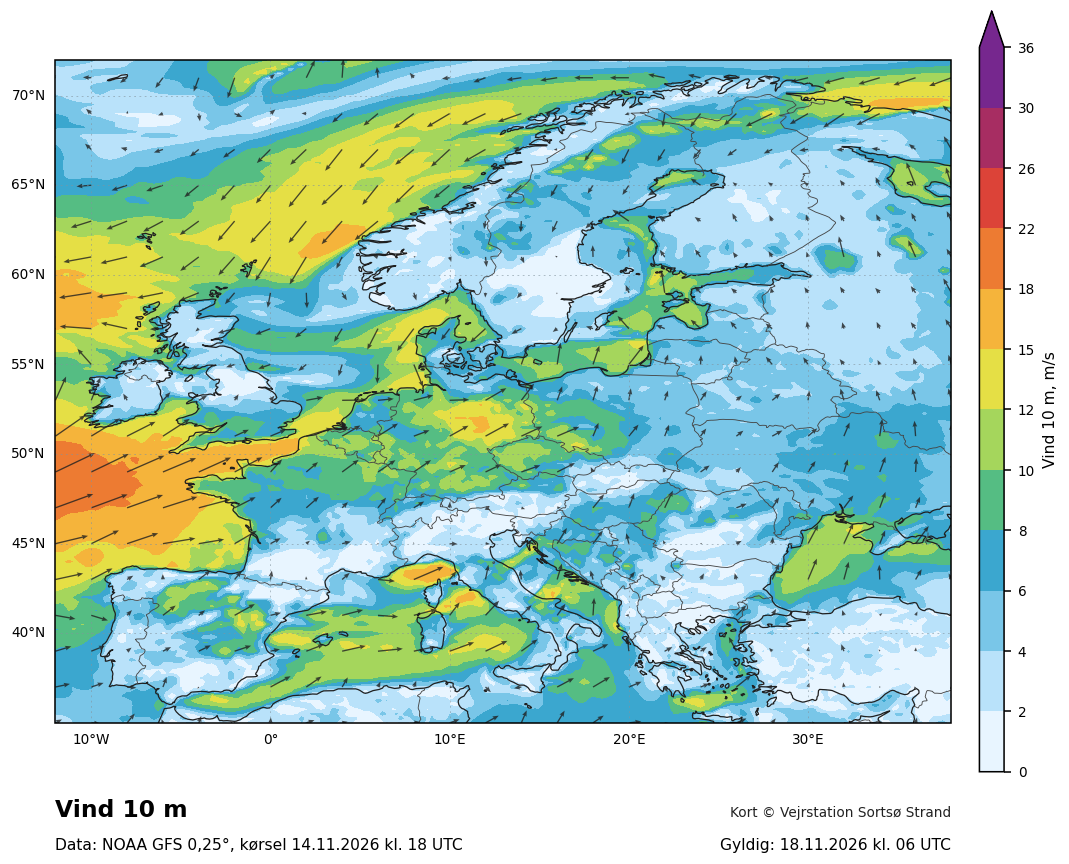 36
30
26
22
18
15
12
10
8
6
4
2
0
Vind 10 m, m/s
70°N
65°N
60°N
55°N
50°N
45°N
40°N
10°W
0°
10°E
20°E
30°E
Vind 10 m
Kort © Vejrstation Sortsø Strand
Data: NOAA GFS 0,25°, kørsel 14.11.2026 kl. 18 UTC
Gyldig: 18.11.2026 kl. 06 UTC